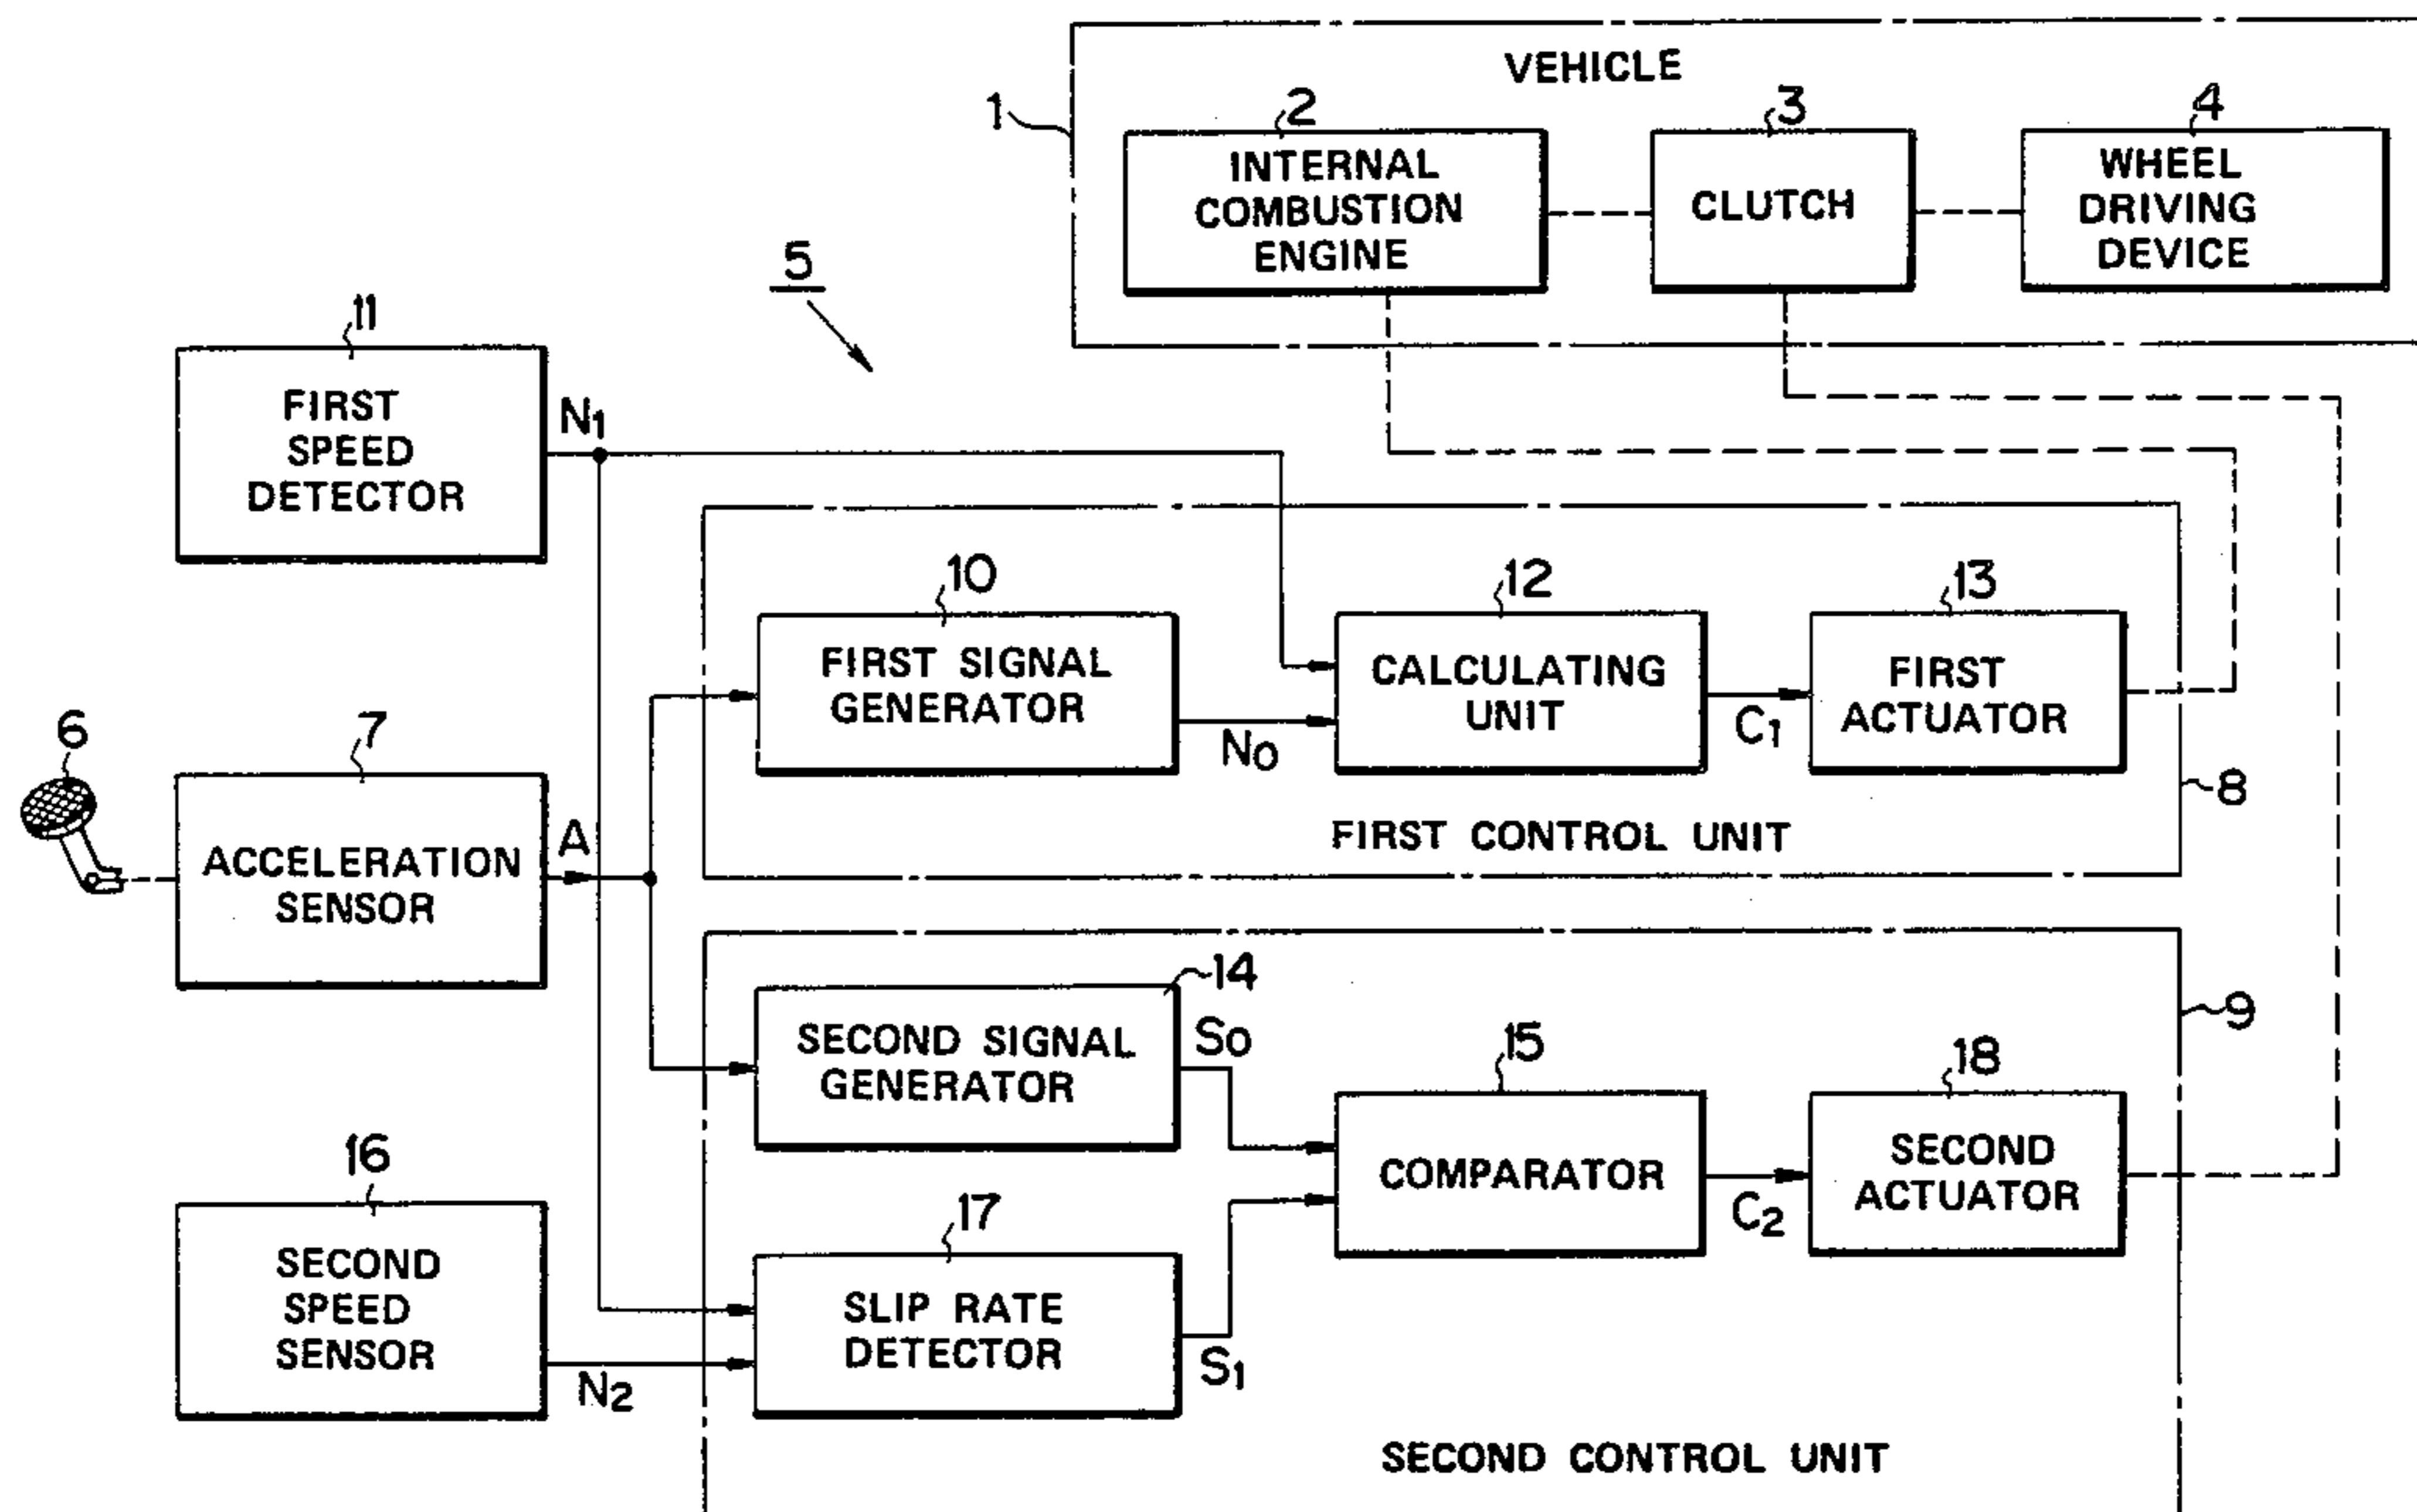 VEHICLE
1
2
3
4
INTERNAL
COMBUSTION
ENGINE
CLUTCH
WHEEL
DRIVING
DEVICE
5
11
FIRST
SPEED
DETECTOR
N1
10
FIRST SIGNAL
GENERATOR
N0
12
CALCULATING
UNIT
C1
13
FIRST
ACTUATOR
8
FIRST CONTROL UNIT
6
7
ACCELERATION
SENSOR
A
14
SECOND SIGNAL
GENERATOR
S0
9
15
COMPARATOR
C2
18
SECOND
ACTUATOR
16
SECOND
SPEED
SENSOR
N2
17
SLIP RATE
DETECTOR
S1
SECOND CONTROL UNIT